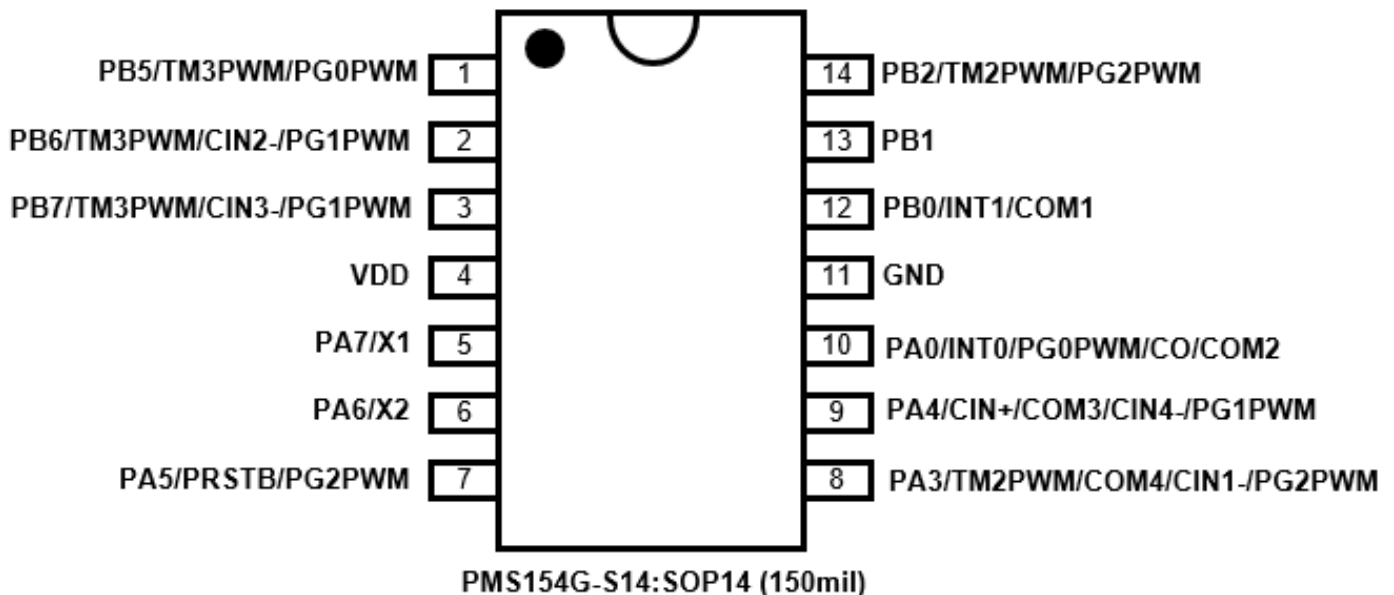 PB5/TM3PWM/PG0PWM 1 14 PB2/TM2PWM/PG2PWM
PB6/TM3PWM/CIN2-/PG1PWM 2 13 PB1
PB7/TM3PWM/CIN3-/PG1PWM 3 12 PB0/INT1/COM1
VDD 4 11 GND
PA7/X1 5 10 PA0/INT0/PG0PWM/CO/COM2
PA6/X2 6 9 PA4/CIN+/COM3/CIN4-/PG1PWM
PA5/PRSTB/PG2PWM 7 8 PA3/TM2PWM/COM4/CIN1-/PG2PWM
PMS154G-S14:SOP14 (150mil)